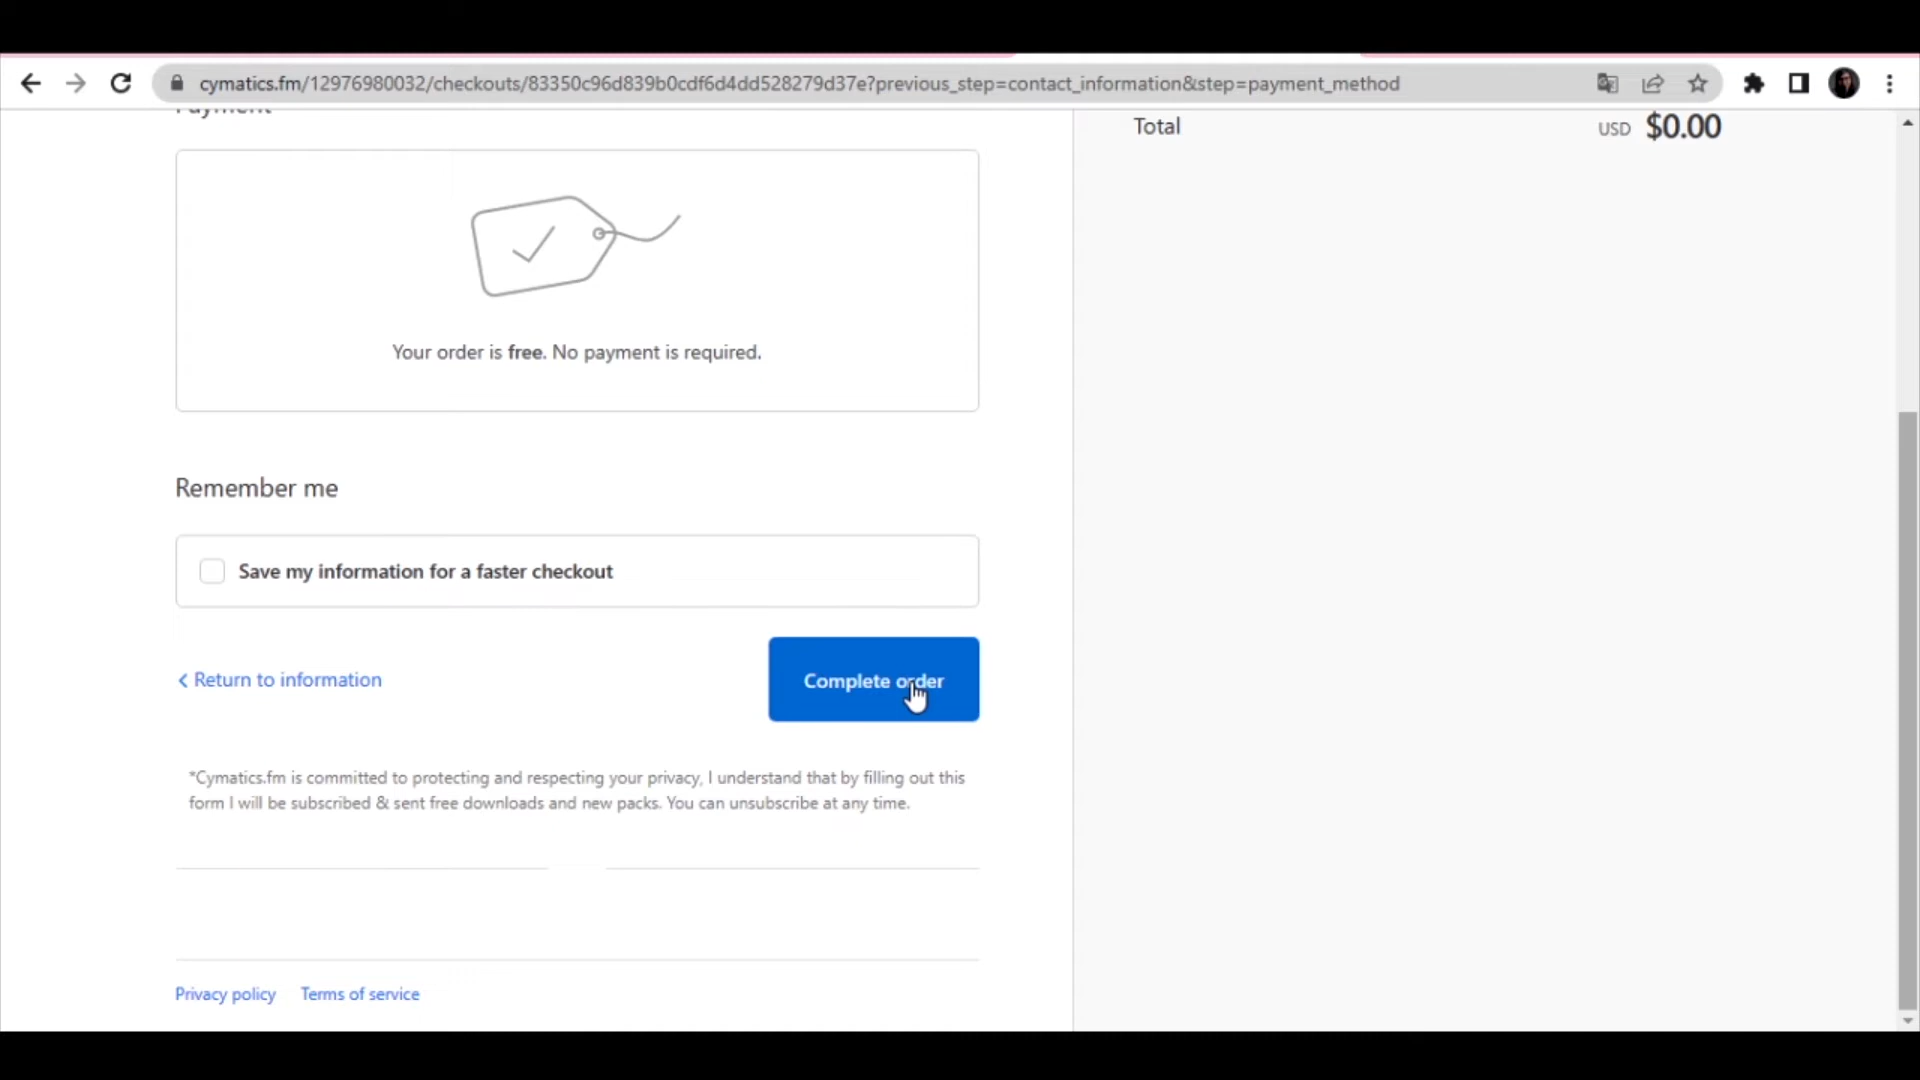 cymatics.fm/12976980032/checkouts/83350c96d839b0cdf6d4dd528279d37e?previous_step=contact_information&step=payment_method
Payment
Total USD $0.00
Your order is free. No payment is required.
Remember me
Save my information for a faster checkout
Return to information
Complete order
*Cymatics.fm is committed to protecting and respecting your privacy, I understand that by filling out this
form I will be subscribed & sent free downloads and new packs. You can unsubscribe at any time.
Privacy policy Terms of service